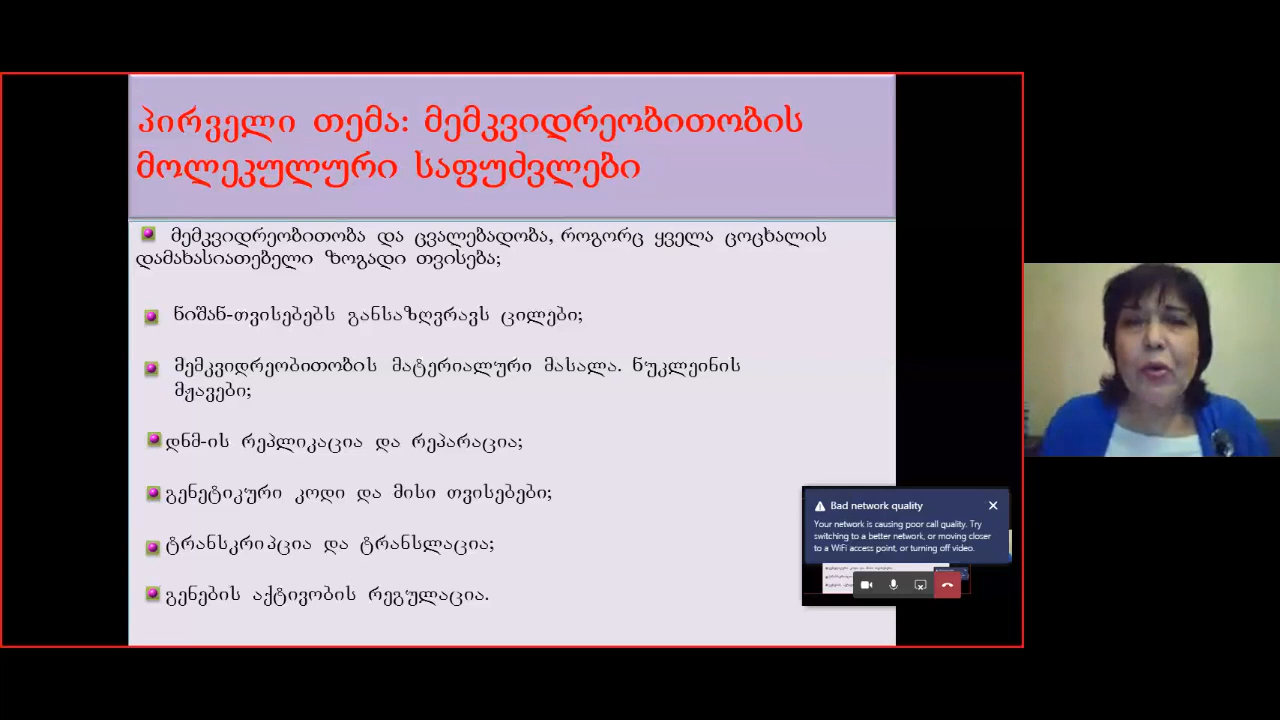 პირველი თემა: მემკვიდრეობითობის
მოლეკულური საფუძვლები
მემკვიდრეობითობა და ცვალებადობა, როგორც ყველა ცოცხალის
დამახასიათებელი ზოგადი თვისება;
ნიშან-თვისებებს განსაზღვრავს ცილები;
მემკვიდრეობითობის მატერიალური მასალა. ნუკლეინის
მჟავები;
დნმ-ის რეპლიკაცია და რეპარაცია;
გენეტიკური კოდი და მისი თვისებები;
ტრანსკრიპცია და ტრანსლაცია;
გენების აქტივობის რეგულაცია.
Bad network quality
Your network is causing poor call quality. Try
switching to a better network, or moving closer
to a WiFi access point, or turning off video.